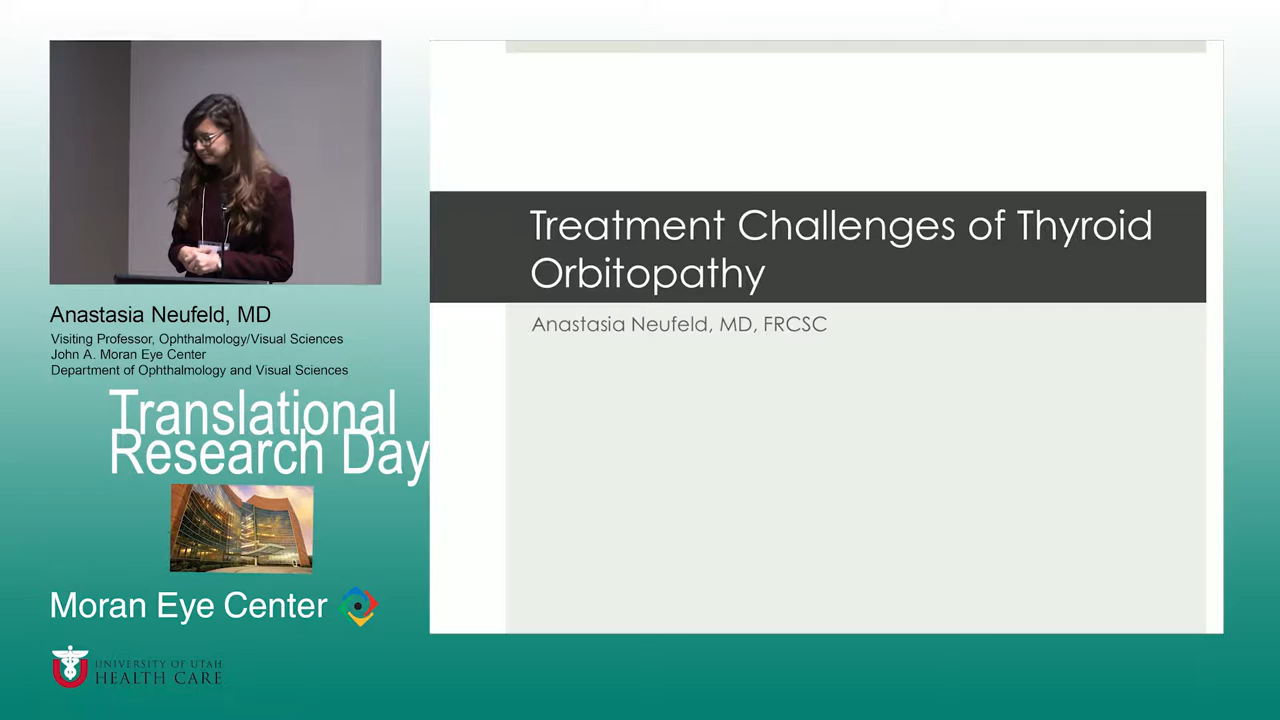 Treatment Challenges of Thyroid
Orbitopathy
Anastasia Neufeld, MD, FRCSC
Anastasia Neufeld, MD
Visiting Professor, Ophthalmology/Visual Sciences
John A. Moran Eye Center
Department of Ophthalmology and Visual Sciences
Translational
Research Day
Moran Eye Center
U
UNIVERSITY OF UTAH
HEALTH CARE